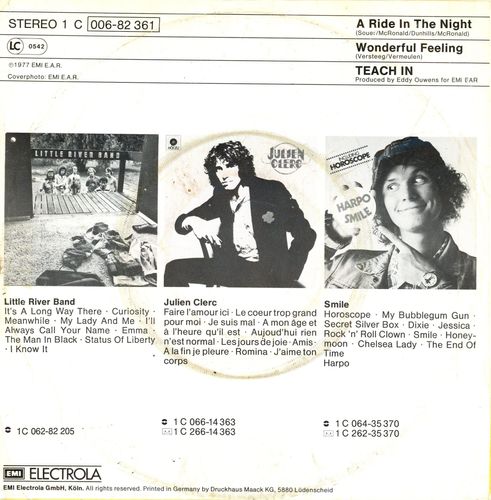 STEREO 1 C 006-82 361
LC 0542
℗1977 EMI E.A.R.
Coverphoto: EMI E.A.R.
A Ride In The Night
(Souer/McRonald/Dunhills/McRonald)
Wonderful Feeling
(Versteeg/Vermeulen)
TEACH IN
Produced by Eddy Ouwens for EMI EAR
LITTLE RIVER BAND
JULIEN CLERC
INCLUDING
HOROSCOPE
HARPO
SMILE
Little River Band
It's A Long Way There · Curiosity ·
Meanwhile · My Lady And Me · I'll
Always Call Your Name · Emma ·
The Man In Black · Status Of Liberty
· I Know It
1C 062-82 205
Julien Clerc
Faire l'amour ici · Le coeur trop grand
pour moi · Je suis mal · A mon âge et
à l'heure qu'il est · Aujourd'hui rien
n'est normal · Les jours de joie · Amis ·
A la fin je pleure · Romina · J'aime ton
corps
1 C 066-14 363
1 C 266-14 363
Smile
Horoscope · My Bubblegum Gun ·
Secret Silver Box · Dixie · Jessica ·
Rock 'n' Roll Clown · Smile · Honey-
moon · Chelsea Lady · The End Of
Time
Harpo
1 C 064-35 370
1 C 262-35 370
EMI ELECTROLA
EMI Electrola GmbH, Köln. All rights reserved. Printed in Germany by Druckhaus Maack KG, 5880 Lüdenscheid